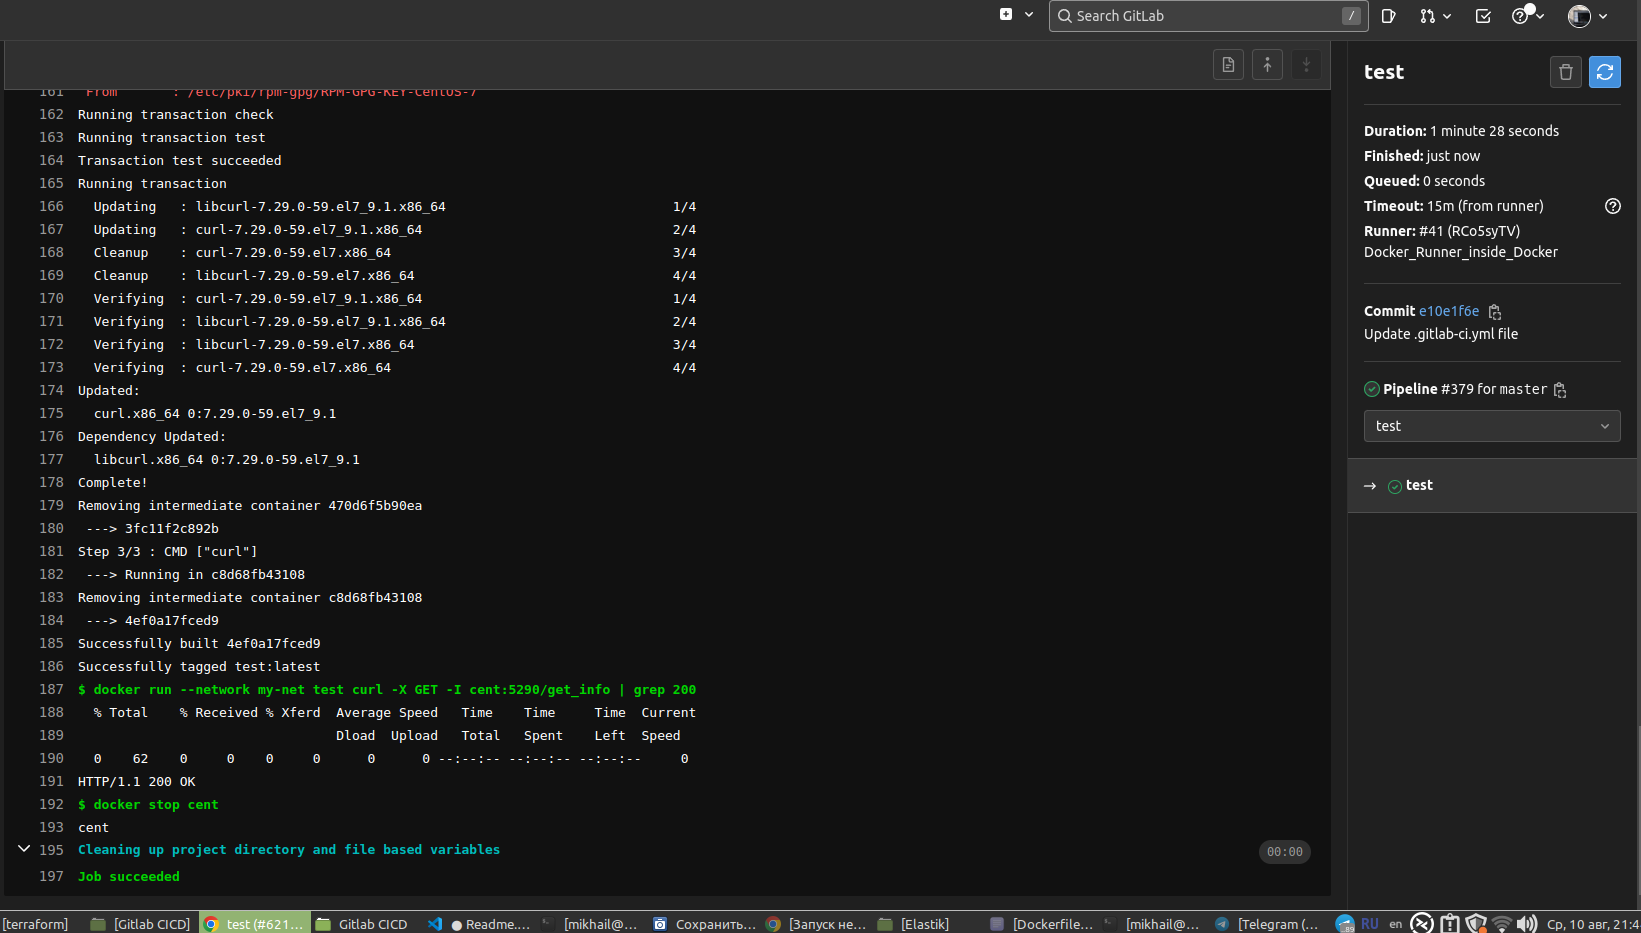 Search GitLab /
161 From : /etc/pki/rpm-gpg/RPM-GPG-KEY-CentOS-7
162 Running transaction check
163 Running transaction test
164 Transaction test succeeded
165 Running transaction
166 Updating : libcurl-7.29.0-59.el7_9.1.x86_64 1/4
167 Updating : curl-7.29.0-59.el7_9.1.x86_64 2/4
168 Cleanup : curl-7.29.0-59.el7.x86_64 3/4
169 Cleanup : libcurl-7.29.0-59.el7.x86_64 4/4
170 Verifying : curl-7.29.0-59.el7_9.1.x86_64 1/4
171 Verifying : libcurl-7.29.0-59.el7_9.1.x86_64 2/4
172 Verifying : libcurl-7.29.0-59.el7.x86_64 3/4
173 Verifying : curl-7.29.0-59.el7.x86_64 4/4
174 Updated:
175 curl.x86_64 0:7.29.0-59.el7_9.1
176 Dependency Updated:
177 libcurl.x86_64 0:7.29.0-59.el7_9.1
178 Complete!
179 Removing intermediate container 470d6f5b90ea
180 ---> 3fc11f2c892b
181 Step 3/3 : CMD ["curl"]
182 ---> Running in c8d68fb43108
183 Removing intermediate container c8d68fb43108
184 ---> 4ef0a17fced9
185 Successfully built 4ef0a17fced9
186 Successfully tagged test:latest
187 $ docker run --network my-net test curl -X GET -I cent:5290/get_info | grep 200
188 % Total % Received % Xferd Average Speed Time Time Time Current
189 Dload Upload Total Spent Left Speed
190 0 62 0 0 0 0 0 0 --:--:-- --:--:-- --:--:-- 0
191 HTTP/1.1 200 OK
192 $ docker stop cent
193 cent
195 Cleaning up project directory and file based variables 00:00
197 Job succeeded
test
Duration: 1 minute 28 seconds
Finished: just now
Queued: 0 seconds
Timeout: 15m (from runner)
Runner: #41 (RCo5syTV)
Docker_Runner_inside_Docker
Commit e10e1f6e
Update .gitlab-ci.yml file
Pipeline #379 for master
test
→ test
[terraform] [Gitlab CICD] test (#621... Gitlab CICD Readme.... [mikhail@... Сохранить... [Запуск не... [Elastik] [Dockerfile... [mikhail@... [Telegram (... 89 RU en Ср, 10 авг, 21:4